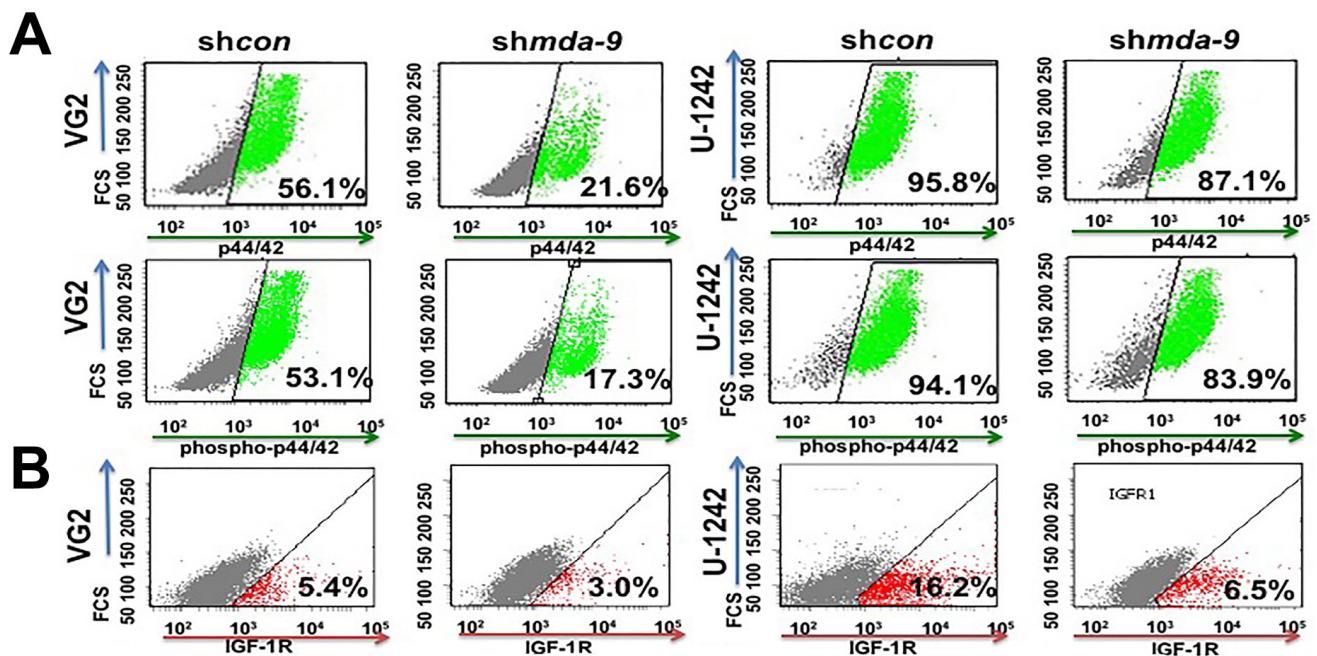 A
shcon shmda-9 shcon shmda-9
VG2 FCS 50 100 150 200 250 56.1% 10² 10³ 10⁴ 10⁵ p44/42
50 100 150 200 250 21.6% 10² 10³ 10⁴ 10⁵ p44/42
U-1242 FCS 50 100 150 200 250 95.8% 10² 10³ 10⁴ 10⁵ p44/42
50 100 150 200 250 87.1% 10² 10³ 10⁴ 10⁵ p44/42
VG2 FCS 50 100 150 200 250 53.1% 10² 10³ 10⁴ 10⁵ phospho-p44/42
50 100 150 200 250 17.3% 10² 10³ 10⁴ 10⁵ phospho-p44/42
U-1242 FCS 50 100 150 200 250 94.1% 10² 10³ 10⁴ 10⁵ phospho-p44/42
50 100 150 200 250 83.9% 10² 10³ 10⁴ 10⁵ phospho-p44/42
B
VG2 FCS 50 100 150 200 250 5.4% 10² 10³ 10⁴ 10⁵ IGF-1R
50 100 150 200 250 3.0% 10² 10³ 10⁴ 10⁵ IGF-1R
U-1242 FCS 50 100 150 200 250 16.2% 10² 10³ 10⁴ 10⁵ IGF-1R
50 100 150 200 250 IGFR1 6.5% 10² 10³ 10⁴ 10⁵ IGF-1R